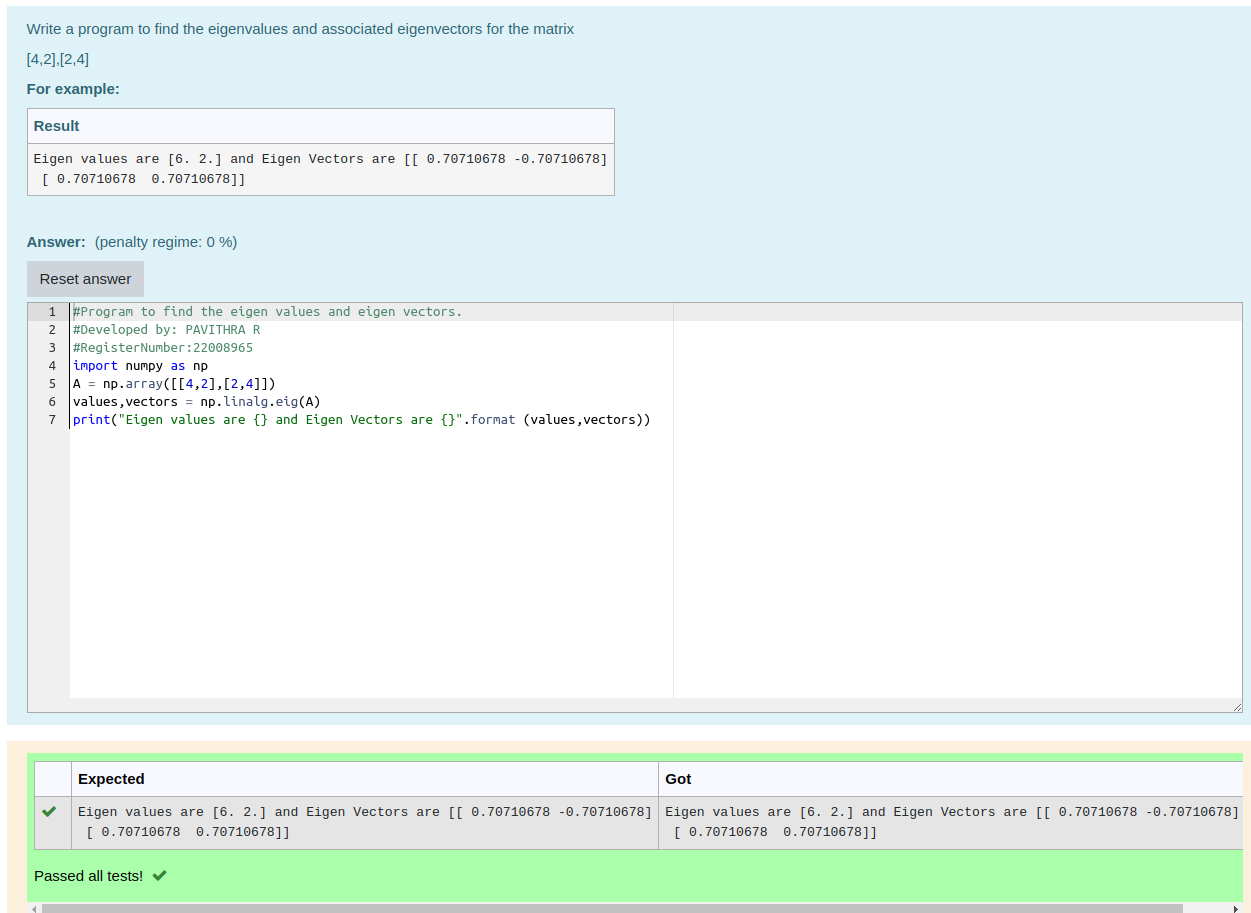 Write a program to find the eigenvalues and associated eigenvectors for the matrix
[4,2],[2,4]
For example:
Result
Eigen values are [6. 2.] and Eigen Vectors are [[ 0.70710678 -0.70710678]
 [ 0.70710678  0.70710678]]
Answer: (penalty regime: 0 %)
Reset answer
1 #Program to find the eigen values and eigen vectors.
2 #Developed by: PAVITHRA R
3 #RegisterNumber:22008965
4 import numpy as np
5 A = np.array([[4,2],[2,4]])
6 values,vectors = np.linalg.eig(A)
7 print("Eigen values are {} and Eigen Vectors are {}".format (values,vectors))
Expected Got
Eigen values are [6. 2.] and Eigen Vectors are [[ 0.70710678 -0.70710678] Eigen values are [6. 2.] and Eigen Vectors are [[ 0.70710678 -0.70710678]
 [ 0.70710678  0.70710678]]  [ 0.70710678  0.70710678]]
Passed all tests!